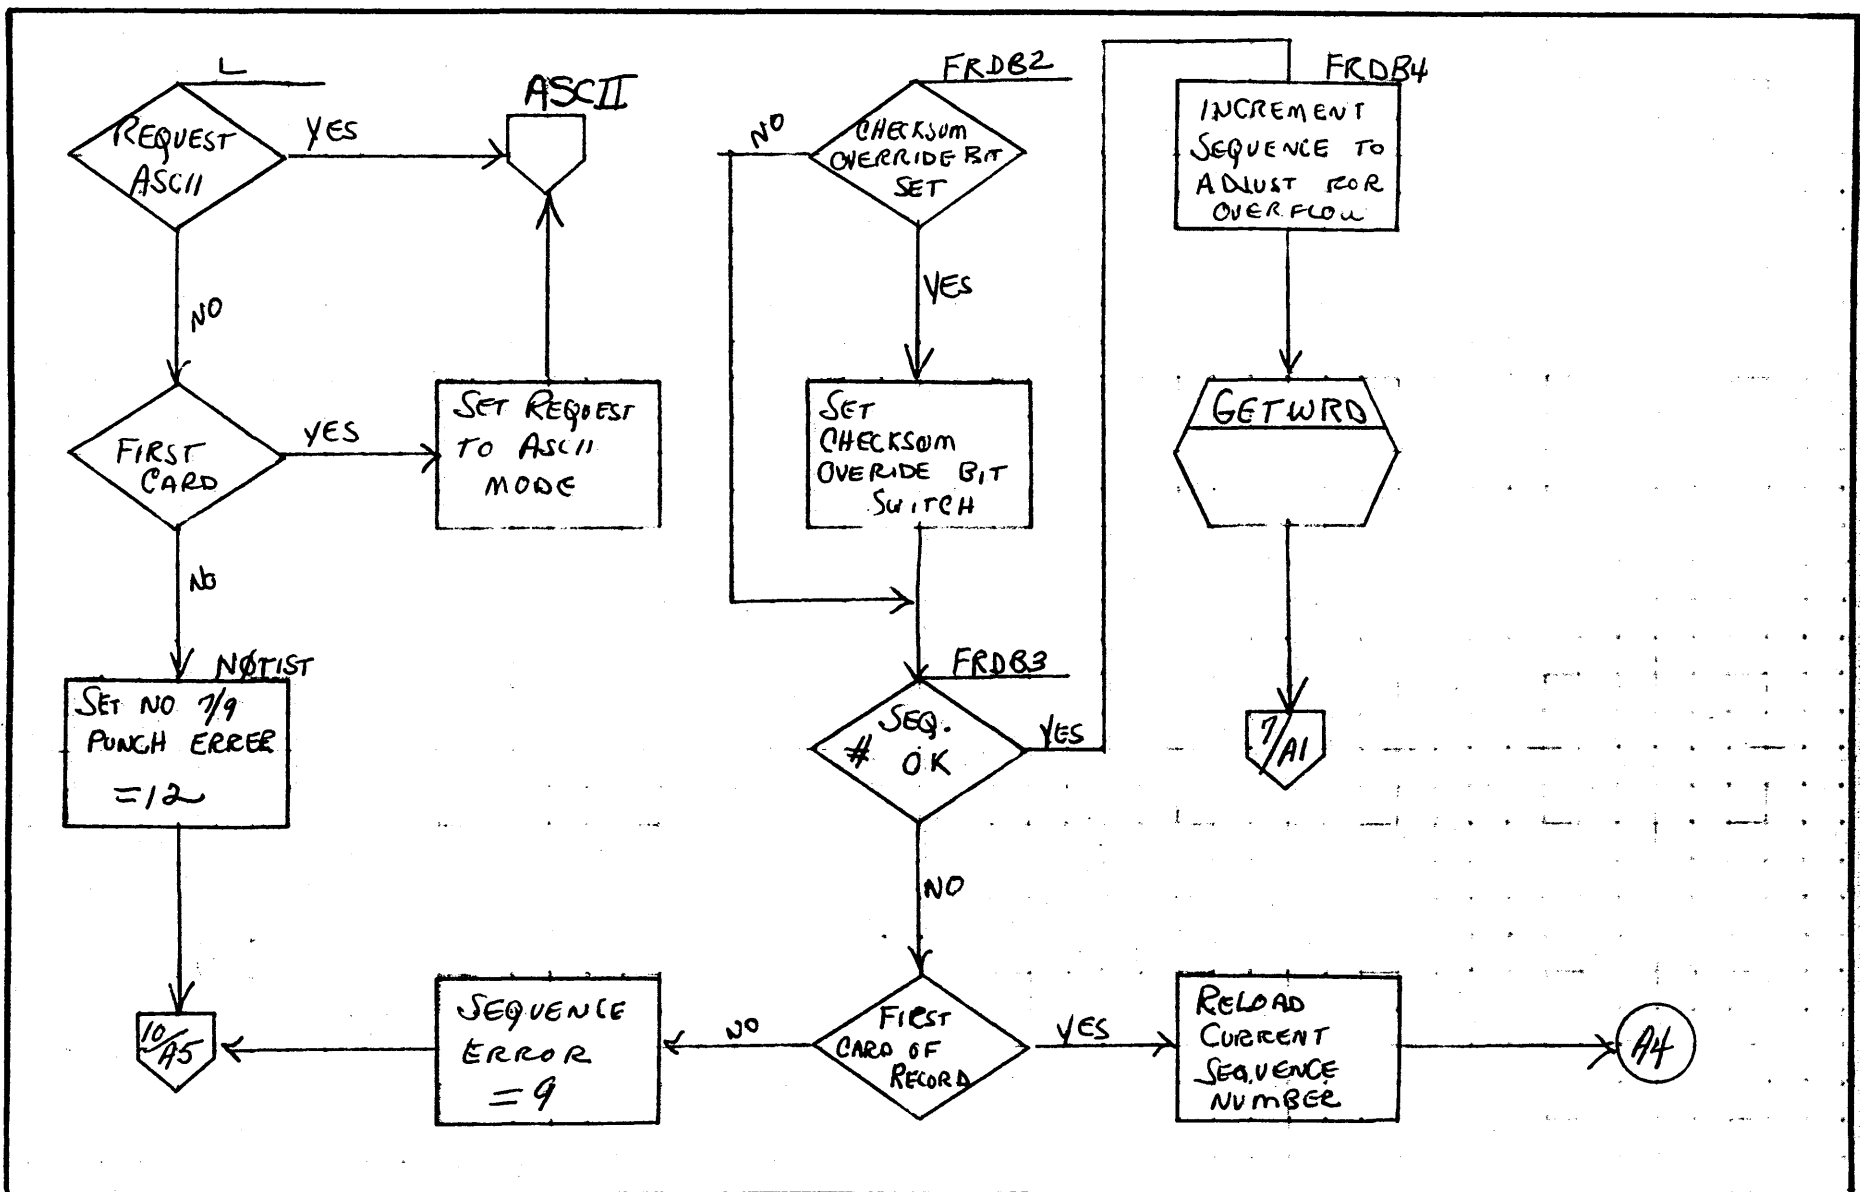 L
REQUEST
ASCII
YES
ASCII
NO
FIRST
CARD
YES
SET REQUEST
TO ASCII
MODE
NO
NØTIST
SET NO 7/9
PUNCH ERRER
=12
10/A5
FRDB2
CHECKSUM
OVERRIDE BIT
SET
NO
YES
SET
CHECKSUM
OVERIDE BIT
SWITCH
FRDB3
SEQ.
# OK
YES
NO
FIRST
CARD OF
RECORD
NO
SEQUENCE
ERROR
=9
YES
RELOAD
CURRENT
SEQUENCE
NUMBER
A4
FRDB4
INCREMENT
SEQUENCE TO
ADJUST FOR
OVERFLOW
GETWRD
7/A1